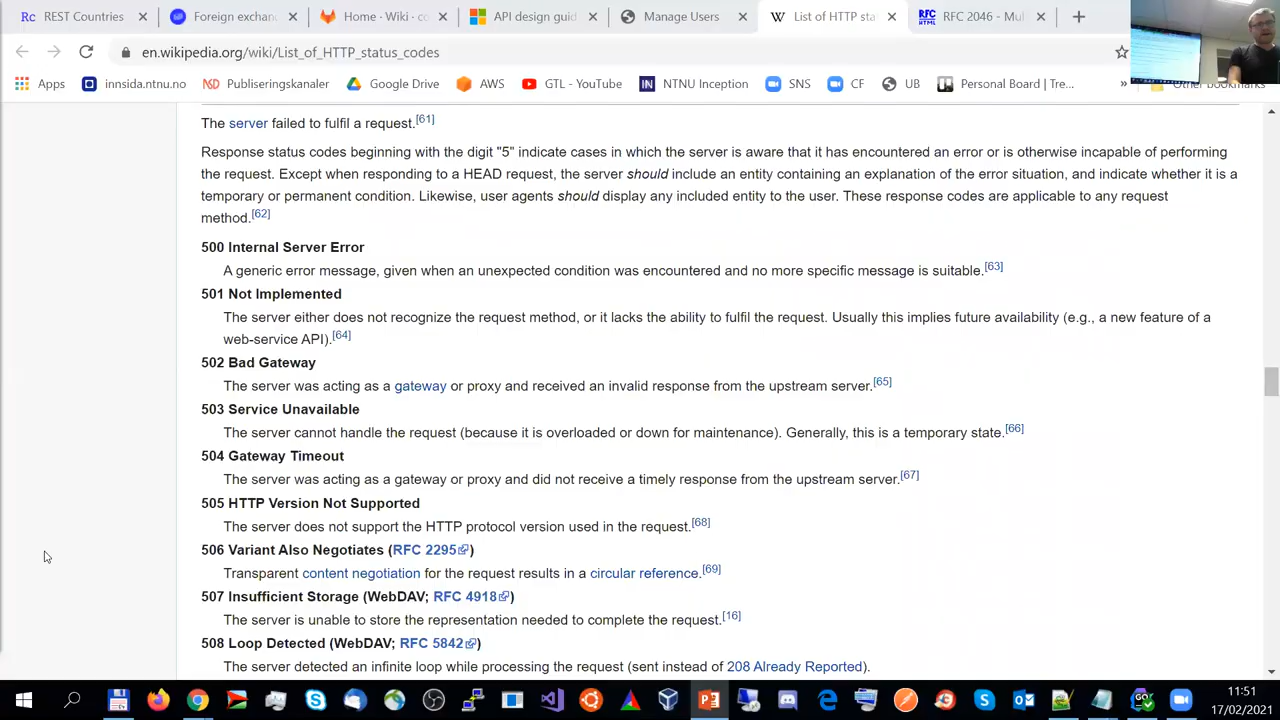 REST Countries
Foreign exchan
Home - Wiki - c
API design guid
Manage Users
List of HTTP sta
RFC 2046 - Mul
en.wikipedia.org/wiki/List_of_HTTP_status_codes
Apps
innsida.ntnu.no
Publiseringskanaler
Google Driv
AWS
GTL - YouTube
NTNU Inception
SNS
CF
UB
Personal Board | Tre...
»
Other bookmarks
The server failed to fulfil a request.[61]
Response status codes beginning with the digit "5" indicate cases in which the server is aware that it has encountered an error or is otherwise incapable of performing
the request. Except when responding to a HEAD request, the server should include an entity containing an explanation of the error situation, and indicate whether it is a
temporary or permanent condition. Likewise, user agents should display any included entity to the user. These response codes are applicable to any request
method.[62]
500 Internal Server Error
A generic error message, given when an unexpected condition was encountered and no more specific message is suitable.[63]
501 Not Implemented
The server either does not recognize the request method, or it lacks the ability to fulfil the request. Usually this implies future availability (e.g., a new feature of a
web-service API).[64]
502 Bad Gateway
The server was acting as a gateway or proxy and received an invalid response from the upstream server.[65]
503 Service Unavailable
The server cannot handle the request (because it is overloaded or down for maintenance). Generally, this is a temporary state.[66]
504 Gateway Timeout
The server was acting as a gateway or proxy and did not receive a timely response from the upstream server.[67]
505 HTTP Version Not Supported
The server does not support the HTTP protocol version used in the request.[68]
506 Variant Also Negotiates (RFC 2295)
Transparent content negotiation for the request results in a circular reference.[69]
507 Insufficient Storage (WebDAV; RFC 4918)
The server is unable to store the representation needed to complete the request.[16]
508 Loop Detected (WebDAV; RFC 5842)
The server detected an infinite loop while processing the request (sent instead of 208 Already Reported).
11:51
17/02/2021